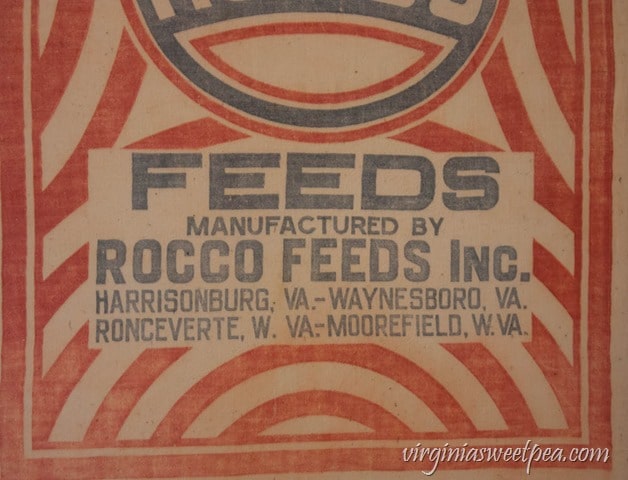 FEEDS
MANUFACTURED BY
ROCCO FEEDS INC.
HARRISONBURG, VA.-WAYNESBORO, VA.
RONCEVERTE, W. VA.-MOOREFIELD, W.VA.
virginiasweetpea.com